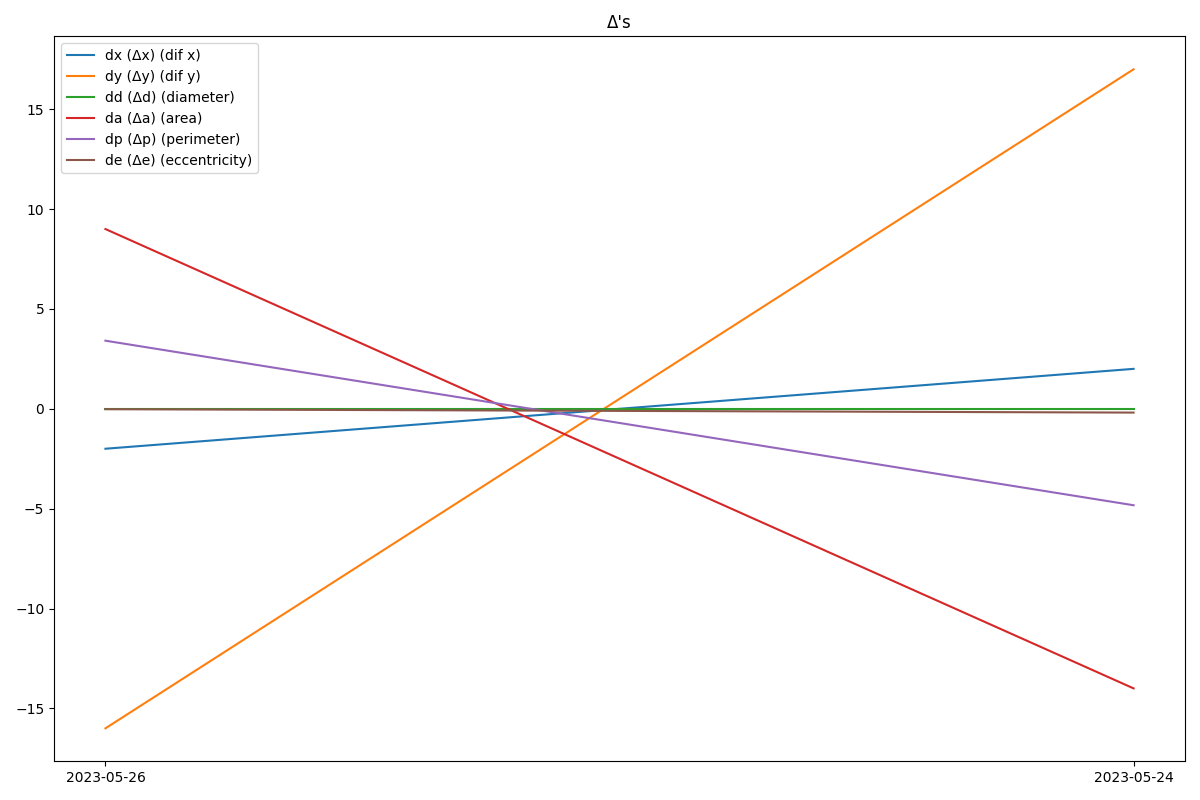 Δ's
dx (Δx) (dif x)
dy (Δy) (dif y)
dd (Δd) (diameter)
da (Δa) (area)
dp (Δp) (perimeter)
de (Δe) (eccentricity)
15
10
5
0
−5
−10
−15
2023-05-26
2023-05-24